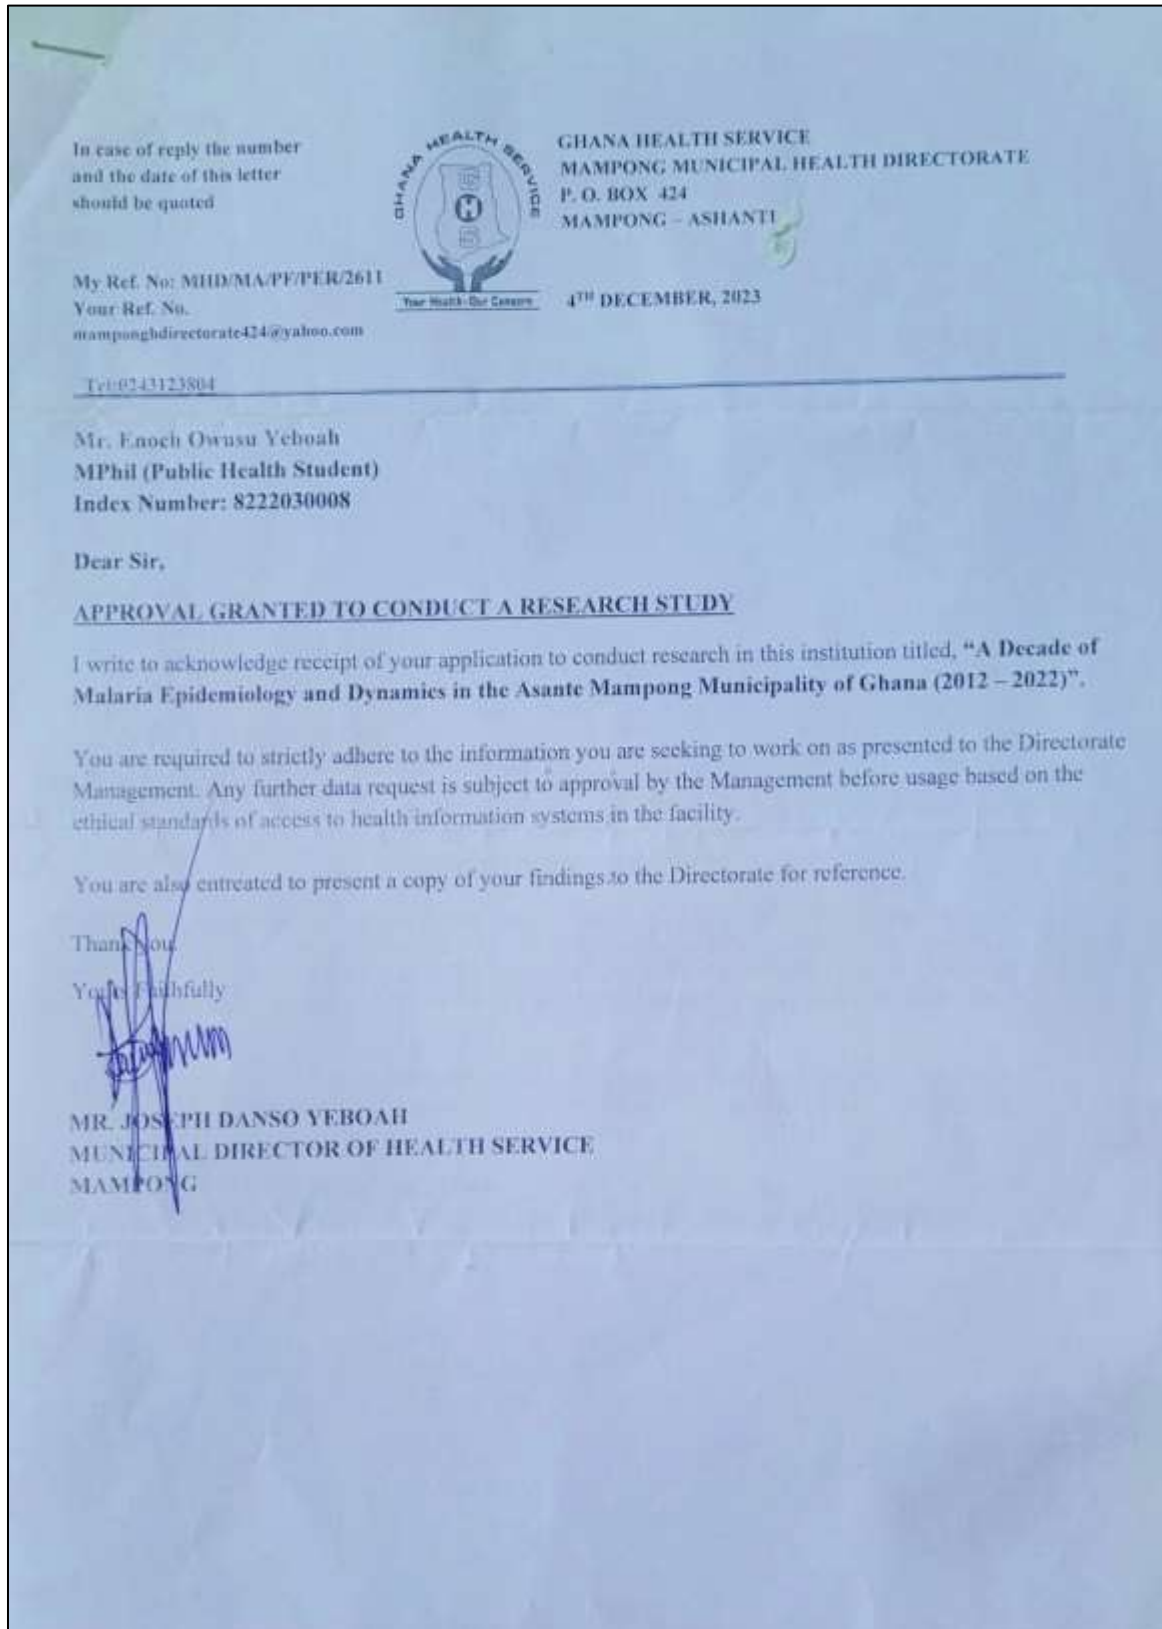 In case of reply the number
and the date of this letter
should be quoted
My Ref. No: MHD/MA/PF/PER/2611
Your Ref. No.
mamponghdirectorate424@yahoo.com
Tel:0243123804
GHANA HEALTH SERVICE
GHS
Your Health-Our Concern
GHANA HEALTH SERVICE
MAMPONG MUNICIPAL HEALTH DIRECTORATE
P. O. BOX 424
MAMPONG – ASHANTI
4TH DECEMBER, 2023
Mr. Enoch Owusu Yeboah
MPhil (Public Health Student)
Index Number: 8222030008
Dear Sir,
APPROVAL GRANTED TO CONDUCT A RESEARCH STUDY
I write to acknowledge receipt of your application to conduct research in this institution titled, “A Decade of
Malaria Epidemiology and Dynamics in the Asante Mampong Municipality of Ghana (2012 – 2022)”.
You are required to strictly adhere to the information you are seeking to work on as presented to the Directorate
Management. Any further data request is subject to approval by the Management before usage based on the
ethical standards of access to health information systems in the facility.
You are also entreated to present a copy of your findings to the Directorate for reference.
Thank You.
Yours Faithfully
MR. JOSEPH DANSO YEBOAH
MUNICIPAL DIRECTOR OF HEALTH SERVICE
MAMPONG